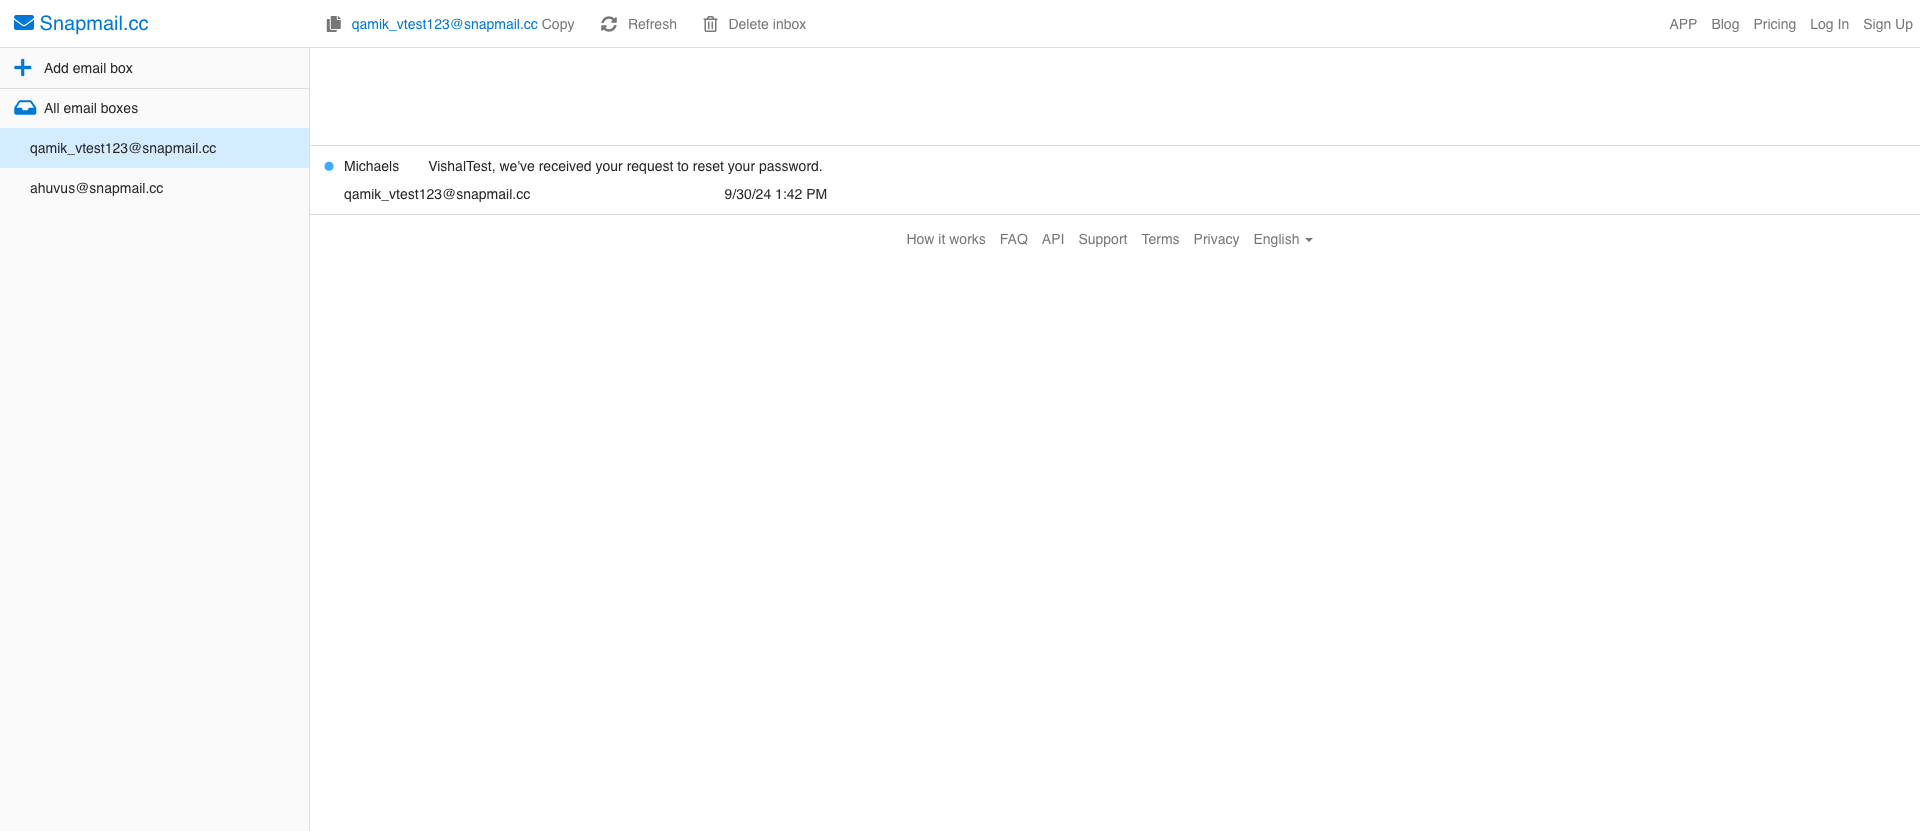 Snapmail.cc
qamik_vtest123@snapmail.cc Copy Refresh Delete inbox
APP Blog Pricing Log In Sign Up
Add email box
All email boxes
qamik_vtest123@snapmail.cc
ahuvus@snapmail.cc
Michaels VishalTest, we've received your request to reset your password.
qamik_vtest123@snapmail.cc 9/30/24 1:42 PM
How it works FAQ API Support Terms Privacy English